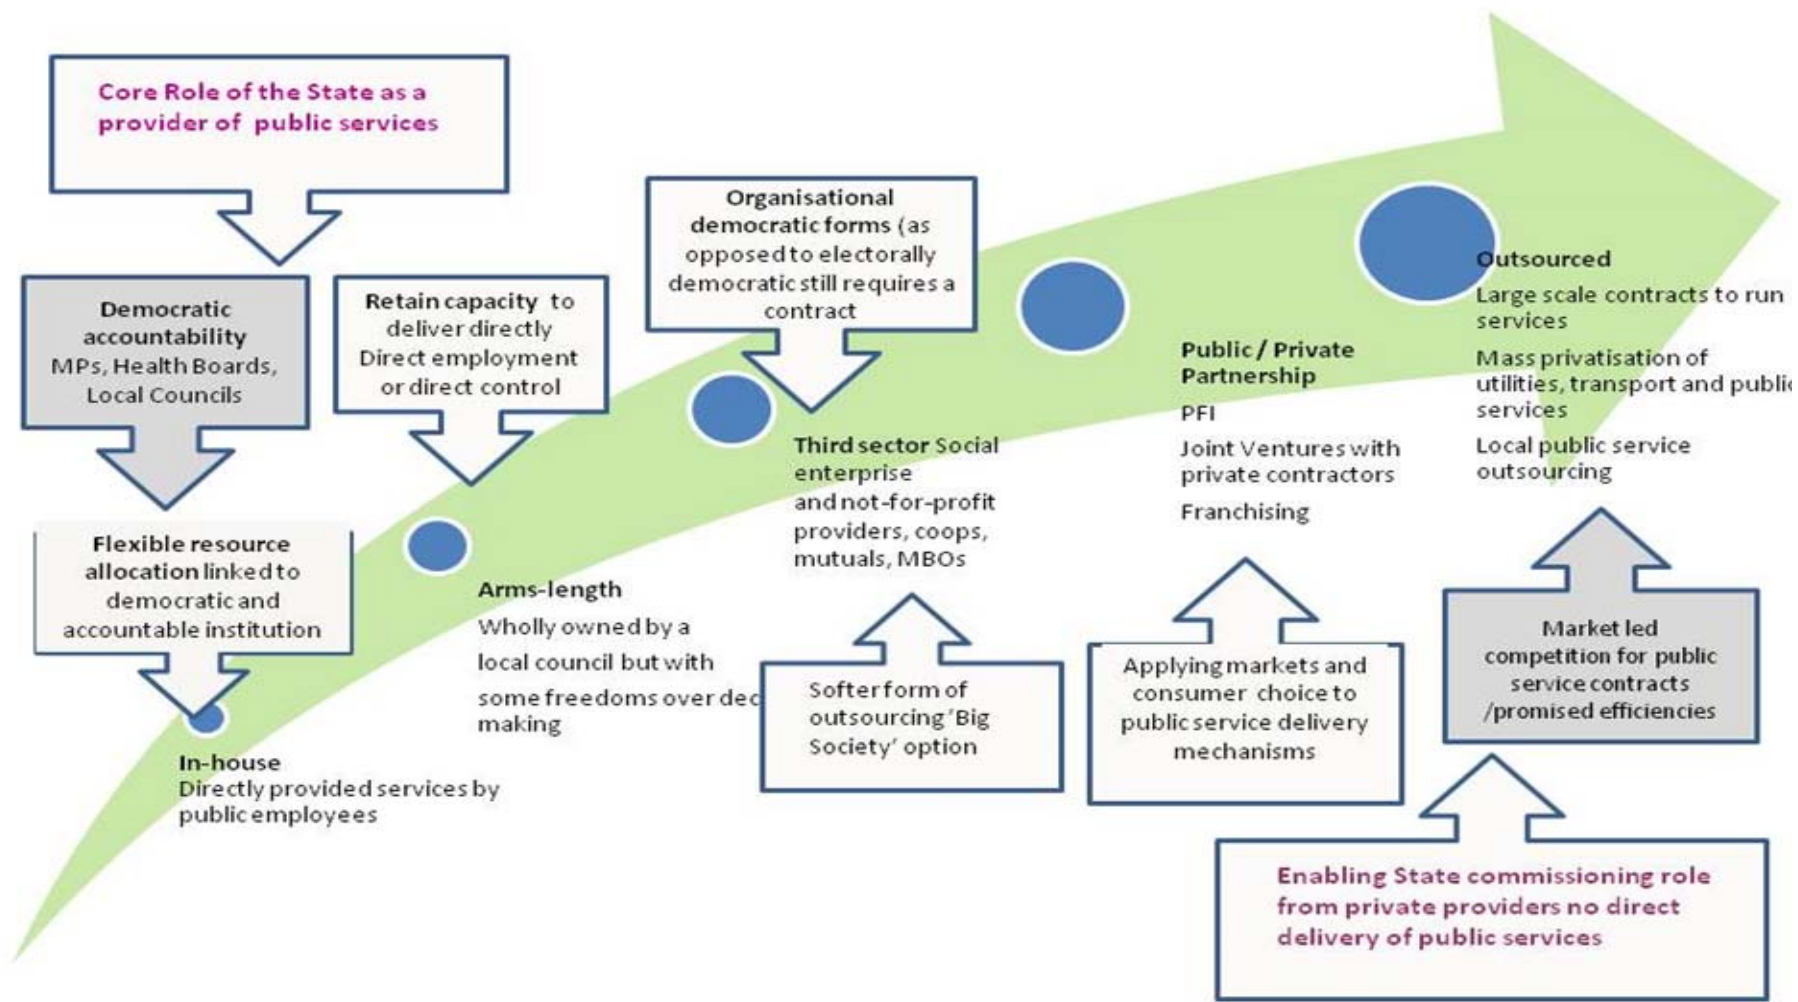 Core Role of the State as a
provider of public services
Democratic
accountability
MPs, Health Boards,
Local Councils
Retain capacity to
deliver directly
Direct employment
or direct control
Organisational
democratic forms (as
opposed to electorally
democratic still requires a
contract
Flexible resource
allocation linked to
democratic and
accountable institution
In-house
Directly provided services by
public employees
Arms-length
Wholly owned by a
local council but with
some freedoms over dec
making
Third sector Social
enterprise
and not-for-profit
providers, coops,
mutuals, MBOs
Softer form of
outsourcing 'Big
Society' option
Public / Private
Partnership
PFI
Joint Ventures with
private contractors
Franchising
Applying markets and
consumer choice to
public service delivery
mechanisms
Outsourced
Large scale contracts to run
services
Mass privatisation of
utilities, transport and public
services
Local public service
outsourcing
Market led
competition for public
service contracts
/promised efficiencies
Enabling State commissioning role
from private providers no direct
delivery of public services